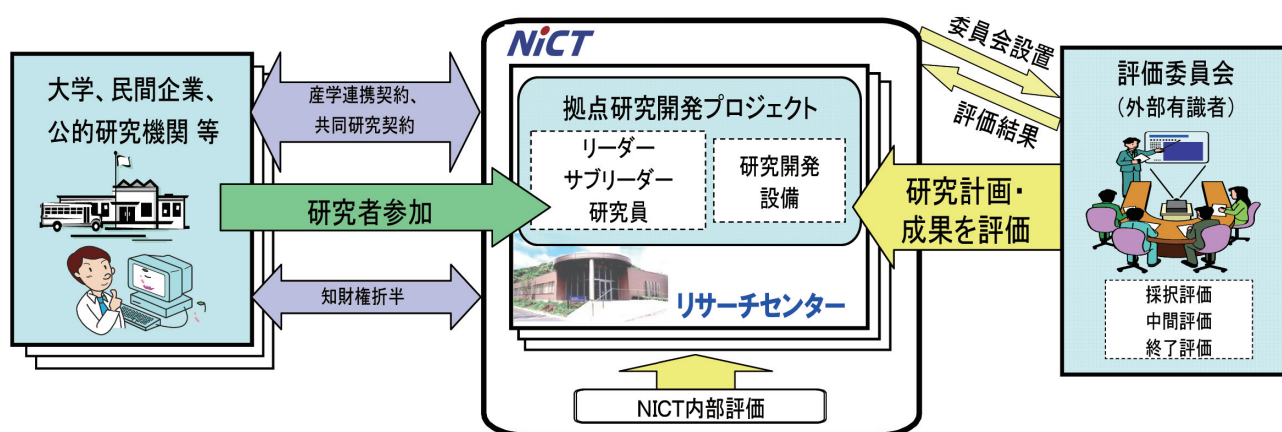 大学、民間企業、
公的研究機関 等
産学連携契約、
共同研究契約
研究者参加
知財権折半
NiCT
拠点研究開発プロジェクト
リーダー
サブリーダー
研究員
研究開発
設備
リサーチセンター
NICT内部評価
委員会設置
評価結果
研究計画・
成果を評価
評価委員会
（外部有識者）
採択評価
中間評価
終了評価